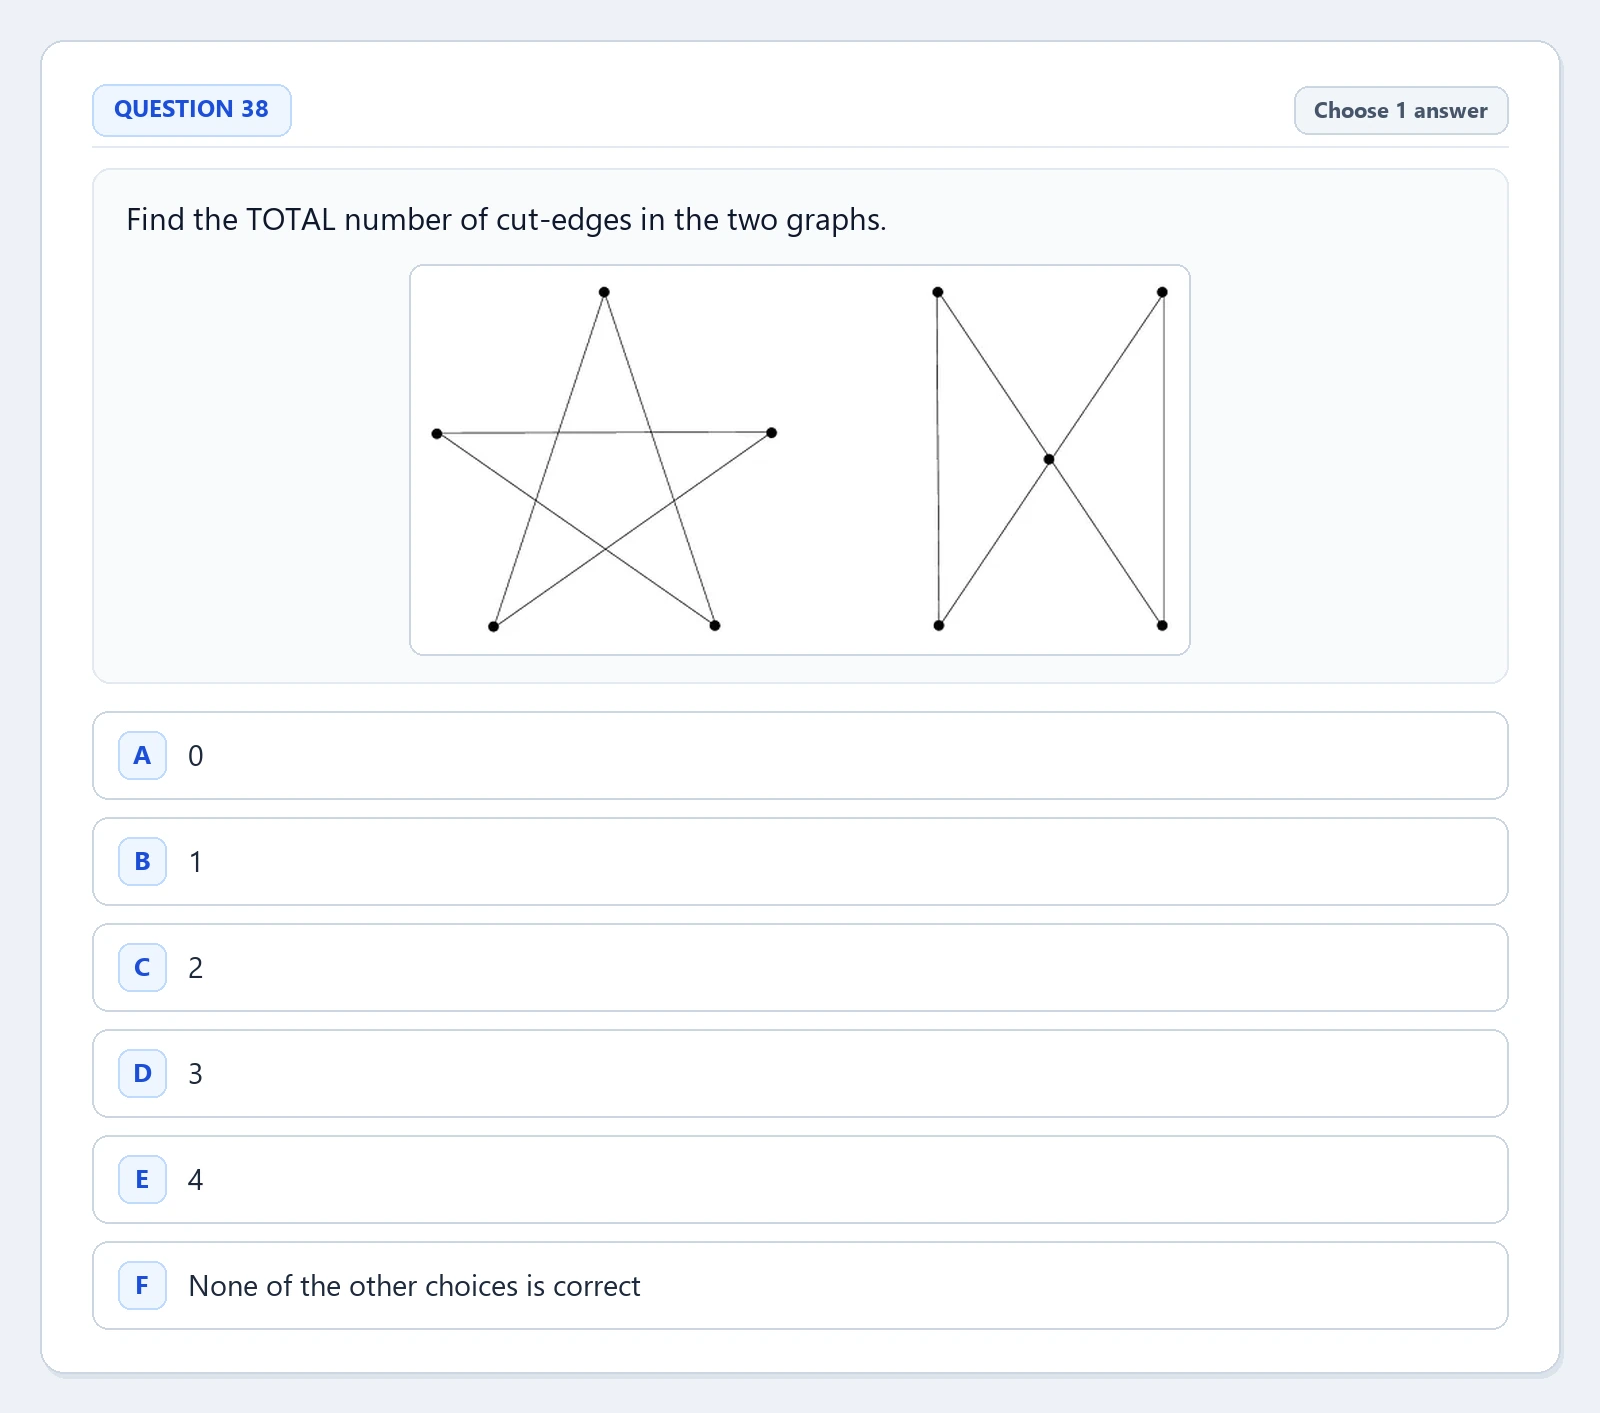 QUESTION 38
Choose 1 answer
Find the TOTAL number of cut-edges in the two graphs.
A 0
B 1
C 2
D 3
E 4
F None of the other choices is correct